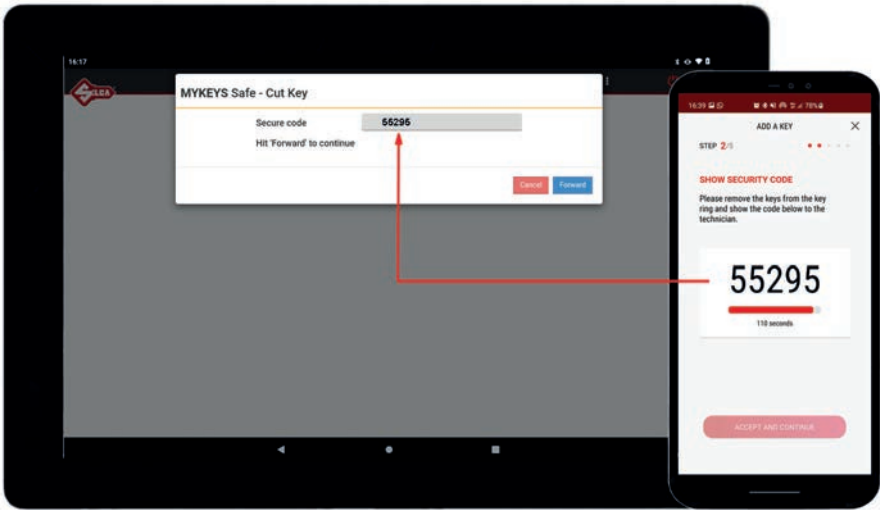 16:17
SILCA
MYKEYS Safe - Cut Key
Secure code 55295
Hit 'Forward' to continue
Cancel Forward
16:39 78%
ADD A KEY
STEP 2/5
SHOW SECURITY CODE
Please remove the keys from the key
ring and show the code below to the
technician.
55295
110 seconds
ACCEPT AND CONTINUE